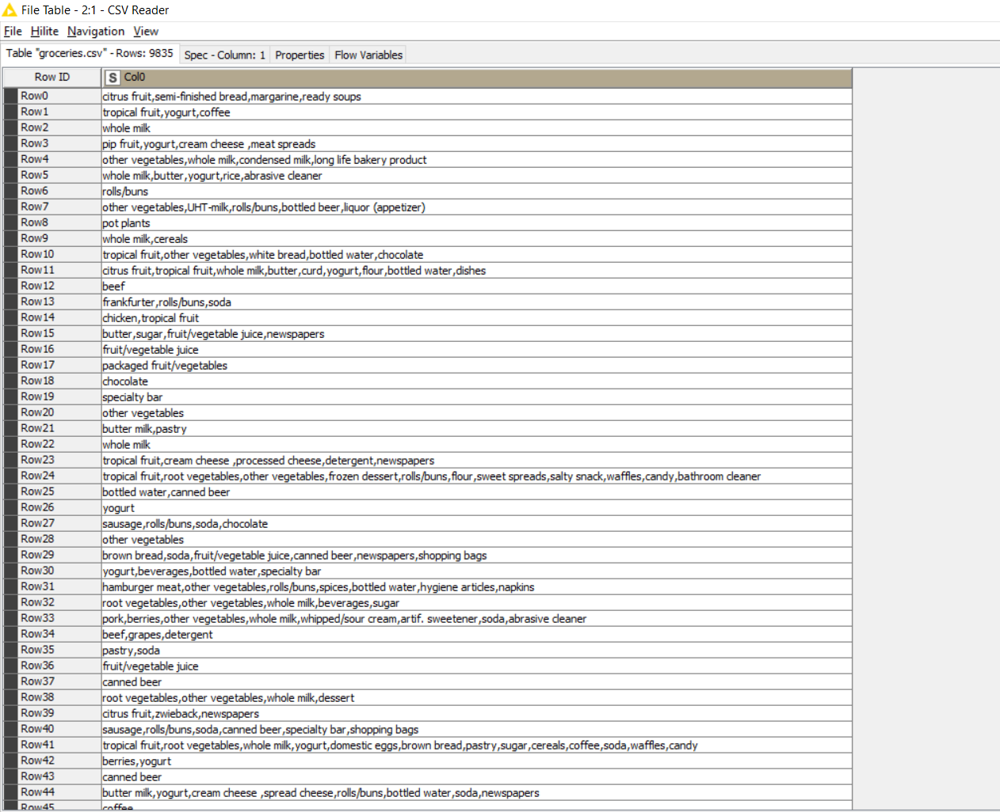 File Table - 2:1 - CSV Reader
File Hilite Navigation View
Table "groceries.csv" - Rows: 9835 Spec - Column: 1 Properties Flow Variables
Row ID S Col0
Row0 citrus fruit,semi-finished bread,margarine,ready soups
Row1 tropical fruit,yogurt,coffee
Row2 whole milk
Row3 pip fruit,yogurt,cream cheese ,meat spreads
Row4 other vegetables,whole milk,condensed milk,long life bakery product
Row5 whole milk,butter,yogurt,rice,abrasive cleaner
Row6 rolls/buns
Row7 other vegetables,UHT-milk,rolls/buns,bottled beer,liquor (appetizer)
Row8 pot plants
Row9 whole milk,cereals
Row10 tropical fruit,other vegetables,white bread,bottled water,chocolate
Row11 citrus fruit,tropical fruit,whole milk,butter,curd,yogurt,flour,bottled water,dishes
Row12 beef
Row13 frankfurter,rolls/buns,soda
Row14 chicken,tropical fruit
Row15 butter,sugar,fruit/vegetable juice,newspapers
Row16 fruit/vegetable juice
Row17 packaged fruit/vegetables
Row18 chocolate
Row19 specialty bar
Row20 other vegetables
Row21 butter milk,pastry
Row22 whole milk
Row23 tropical fruit,cream cheese ,processed cheese,detergent,newspapers
Row24 tropical fruit,root vegetables,other vegetables,frozen dessert,rolls/buns,flour,sweet spreads,salty snack,waffles,candy,bathroom cleaner
Row25 bottled water,canned beer
Row26 yogurt
Row27 sausage,rolls/buns,soda,chocolate
Row28 other vegetables
Row29 brown bread,soda,fruit/vegetable juice,canned beer,newspapers,shopping bags
Row30 yogurt,beverages,bottled water,specialty bar
Row31 hamburger meat,other vegetables,rolls/buns,spices,bottled water,hygiene articles,napkins
Row32 root vegetables,other vegetables,whole milk,beverages,sugar
Row33 pork,berries,other vegetables,whole milk,whipped/sour cream,artif. sweetener,soda,abrasive cleaner
Row34 beef,grapes,detergent
Row35 pastry,soda
Row36 fruit/vegetable juice
Row37 canned beer
Row38 root vegetables,other vegetables,whole milk,dessert
Row39 citrus fruit,zwieback,newspapers
Row40 sausage,rolls/buns,soda,canned beer,specialty bar,shopping bags
Row41 tropical fruit,root vegetables,whole milk,yogurt,domestic eggs,brown bread,pastry,sugar,cereals,coffee,soda,waffles,candy
Row42 berries,yogurt
Row43 canned beer
Row44 butter milk,yogurt,cream cheese ,spread cheese,rolls/buns,bottled water,soda,newspapers
Row45 coffee